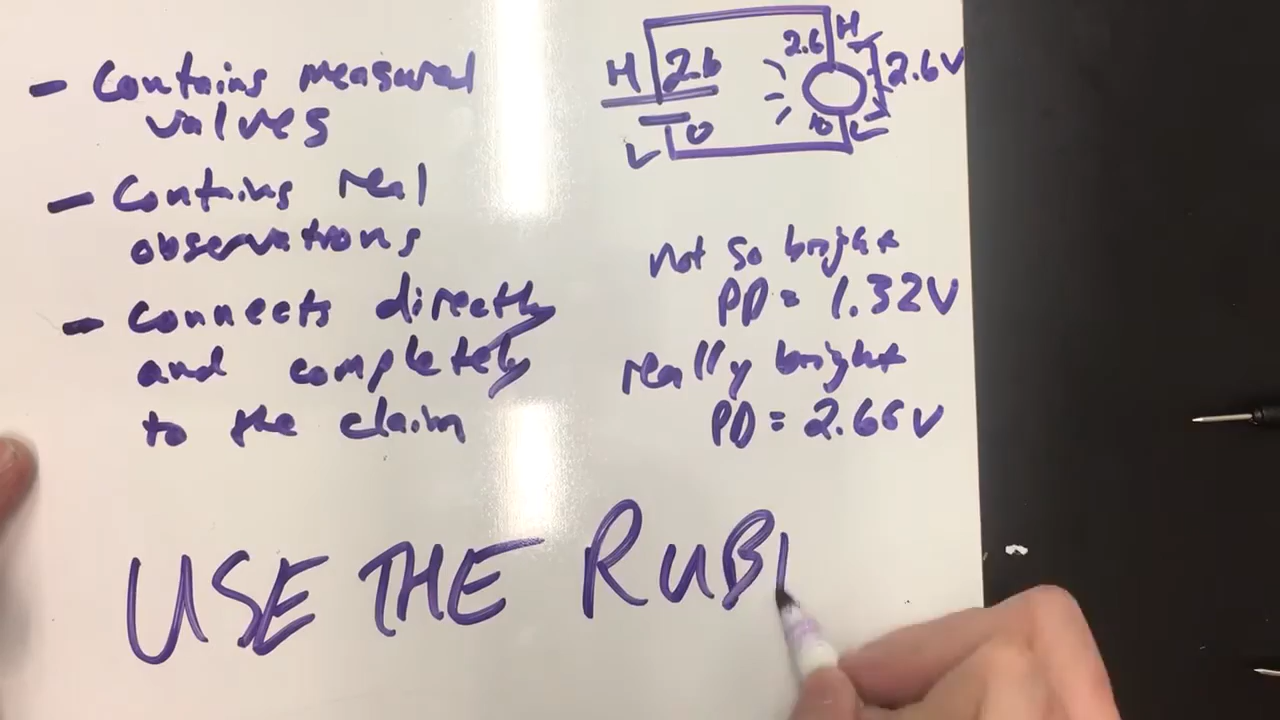 - Contains measured
values
- Contains real
observations
- Connects directly
and completely
to the claim
H 2.6
L 0
2.6 H
2.6V
10 L
not so bright
PD = 1.32V
really bright
PD = 2.66V
USE THE RUBI